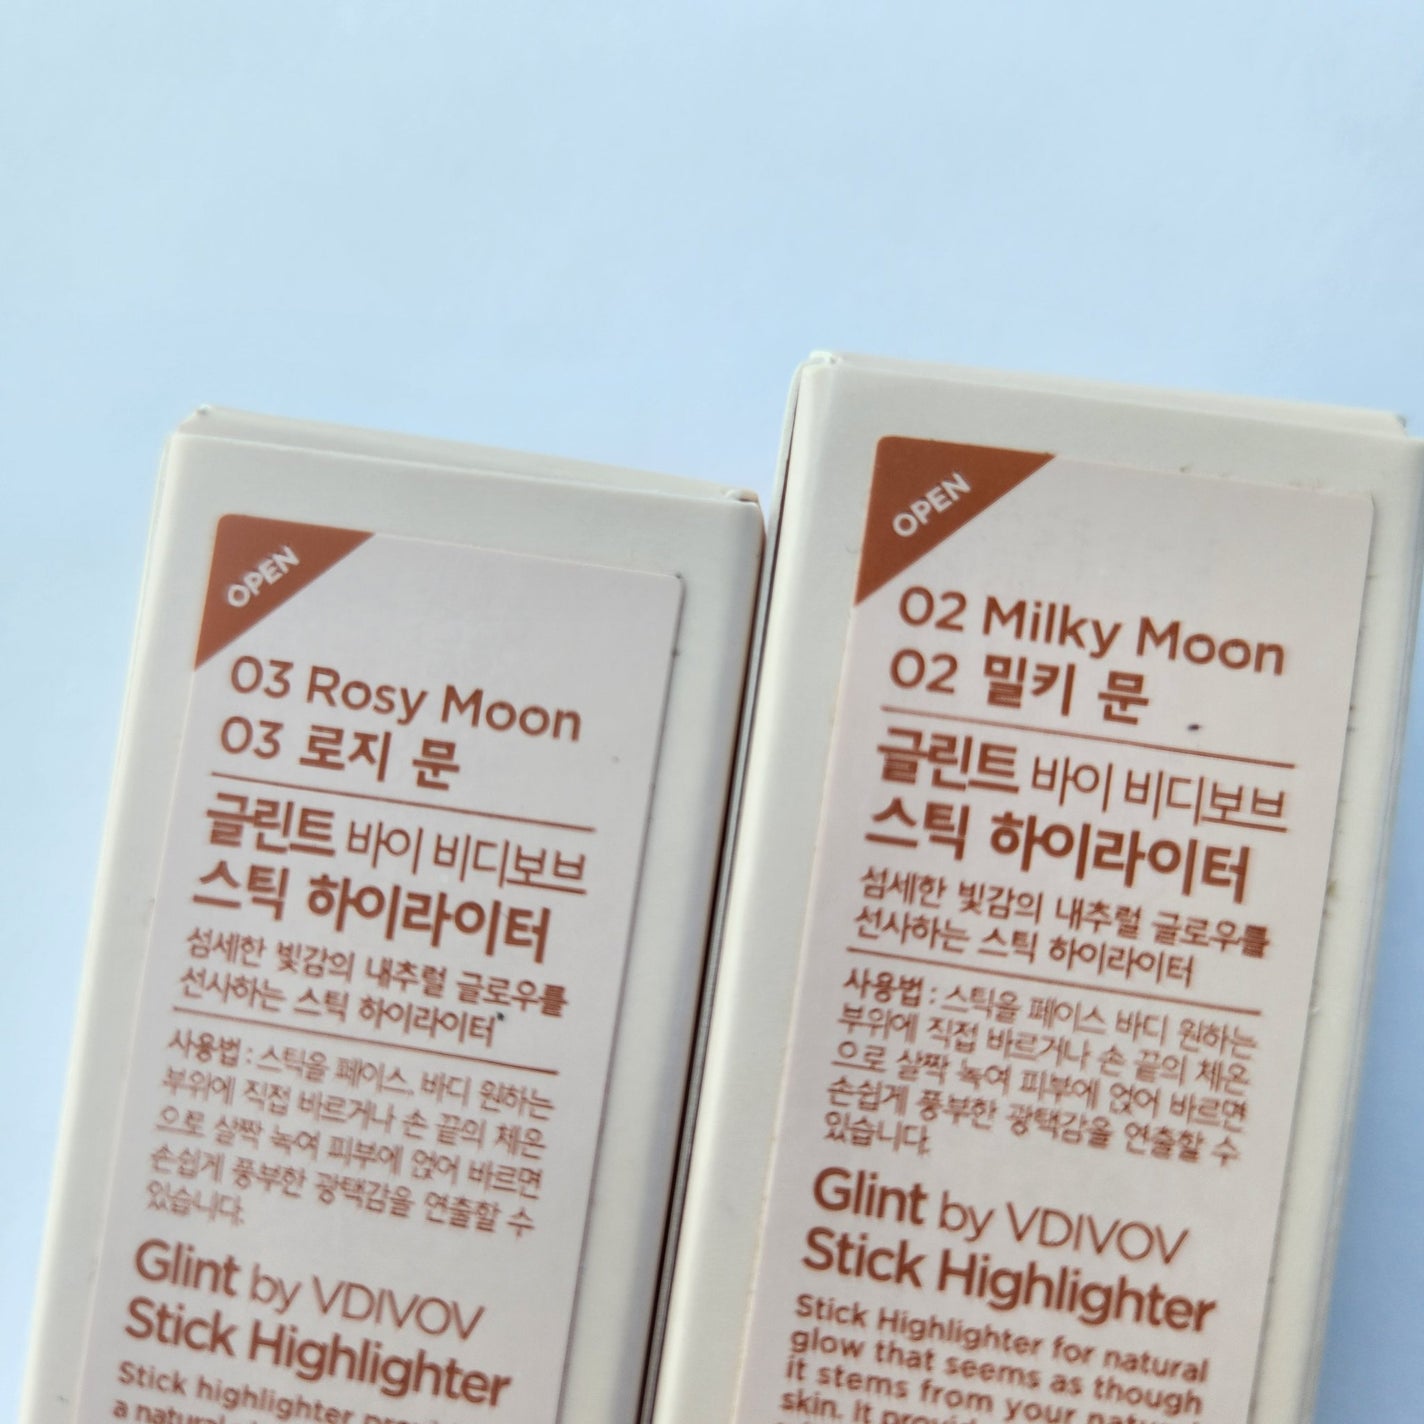 OPEN
03 Rosy Moon
03 로지 문
글린트 바이 비디보브
스틱 하이라이터
섬세한 빛감의 내추럴 글로우를
선사하는 스틱 하이라이터
사용법 : 스틱을 페이스, 바디 원하는
부위에 직접 바르거나 손 끝의 체온
으로 살짝 녹여 피부에 얹어 바르면
손쉽게 풍부한 광택감을 연출할 수
있습니다.
Glint by VDIVOV
Stick Highlighter
Stick highlighter
a natural
OPEN
02 Milky Moon
02 밀키 문
글린트 바이 비디보브
스틱 하이라이터
섬세한 빛감의 내추럴 글로우를
선사하는 스틱 하이라이터
사용법 : 스틱을 페이스 바디 원하는
부위에 직접 바르거나 손 끝의 체온
으로 살짝 녹여 피부에 얹어 바르면
손쉽게 풍부한 광택감을 연출할 수
있습니다.
Glint by VDIVOV
Stick Highlighter
Stick Highlighter for natural
glow that seems as though
it stems from your natural
skin. It